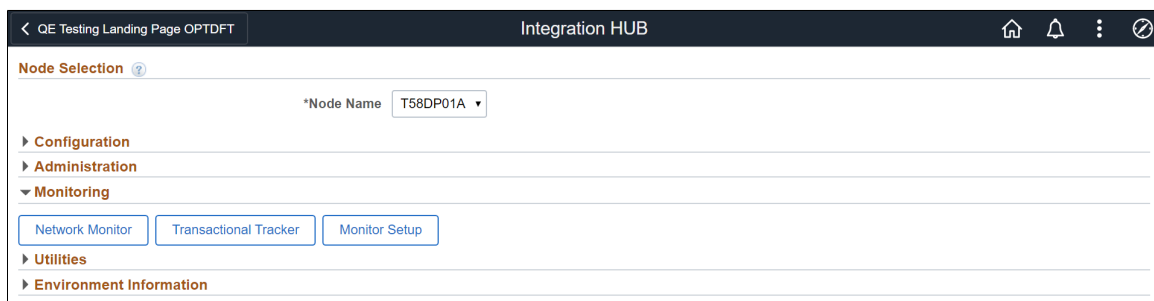 QE Testing Landing Page OPTDFT Integration HUB
Node Selection ?
*Node Name T58DP01A
Configuration
Administration
Monitoring
Network Monitor Transactional Tracker Monitor Setup
Utilities
Environment Information